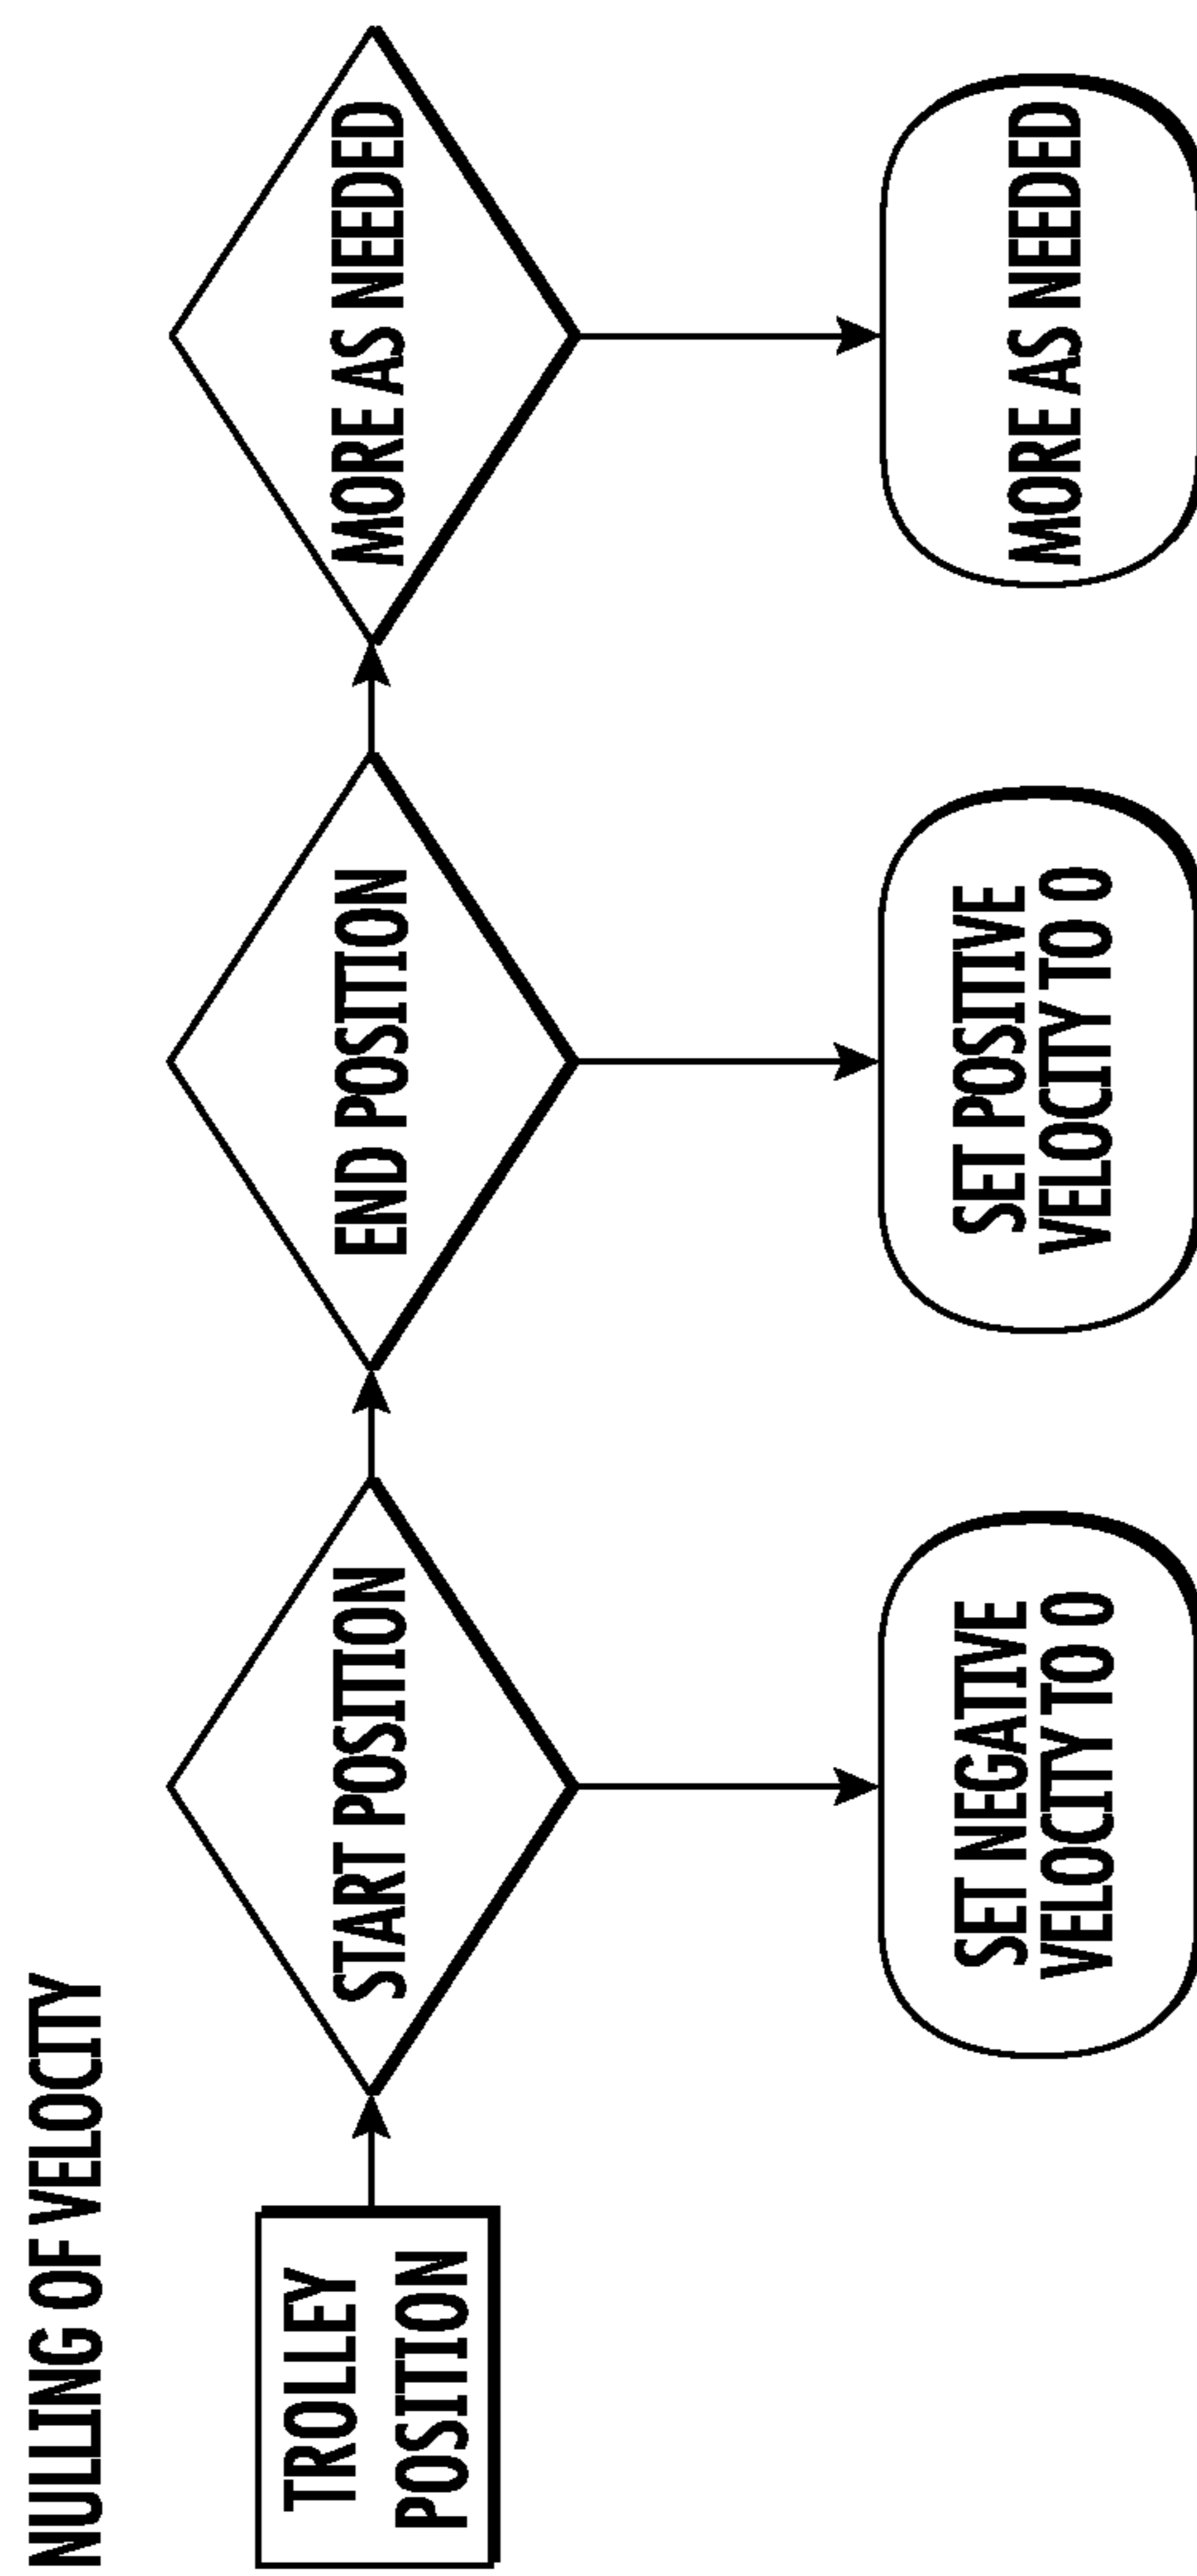 NULLING OF VELOCITY
TROLLEY
POSITION
START POSITION
END POSITION
MORE AS NEEDED
SET NEGATIVE
VELOCITY TO 0
SET POSITIVE
VELOCITY TO 0
MORE AS NEEDED